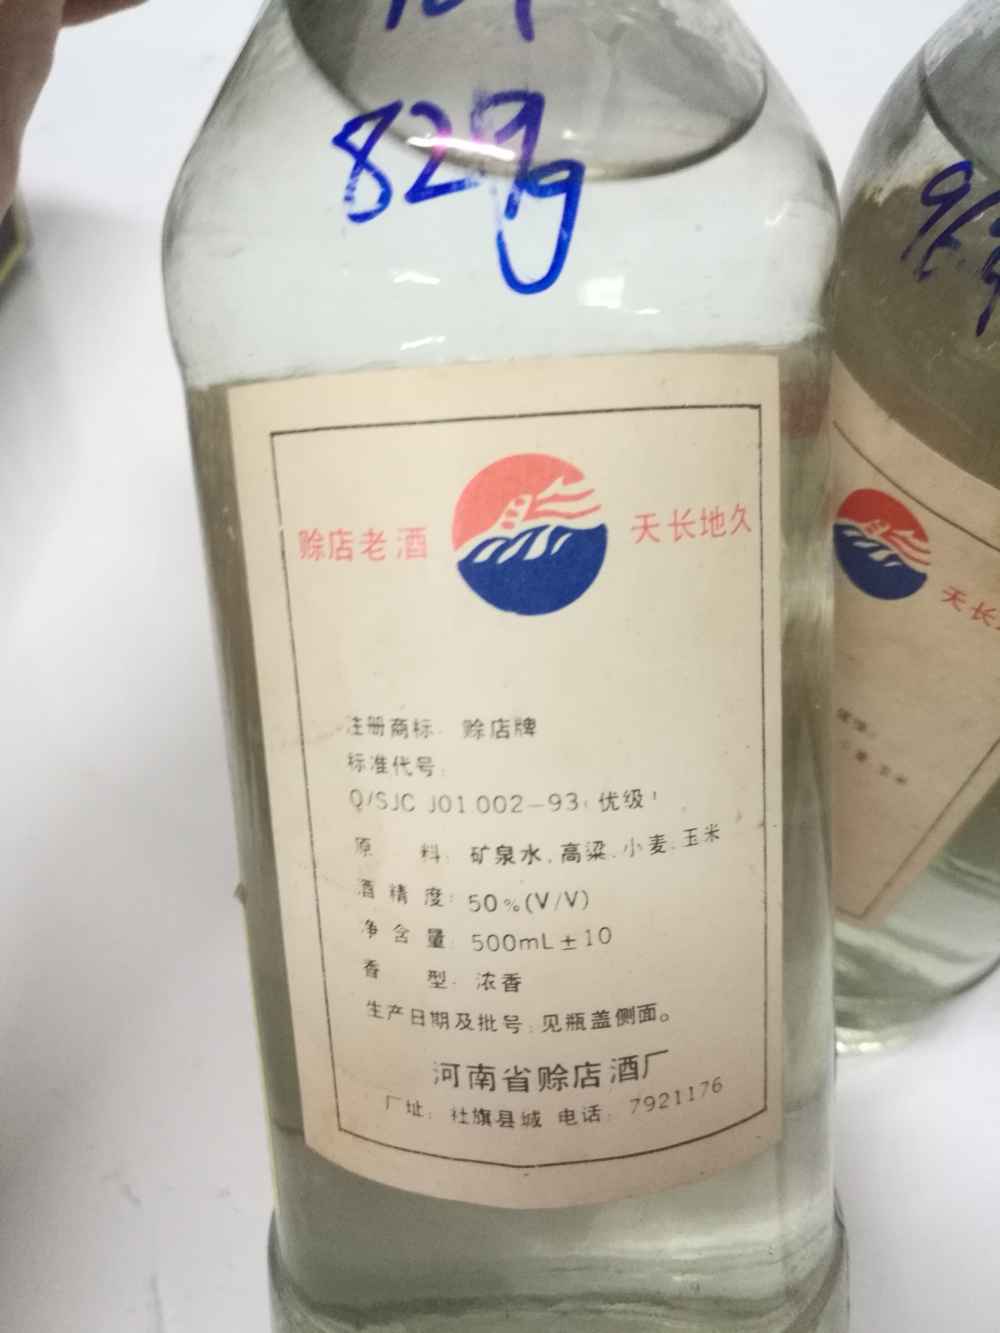 829g
赊店老酒 天长地久
注册商标：赊店牌
标准代号：
Q/SJC J01.002-93（优级）
原 料：矿泉水、高粱、小麦、玉米
酒精度：50%(V/V)
净含量：500mL±10
香 型：浓香
生产日期及批号：见瓶盖侧面。
河南省赊店酒厂
厂址：社旗县城 电话：7921176
天长